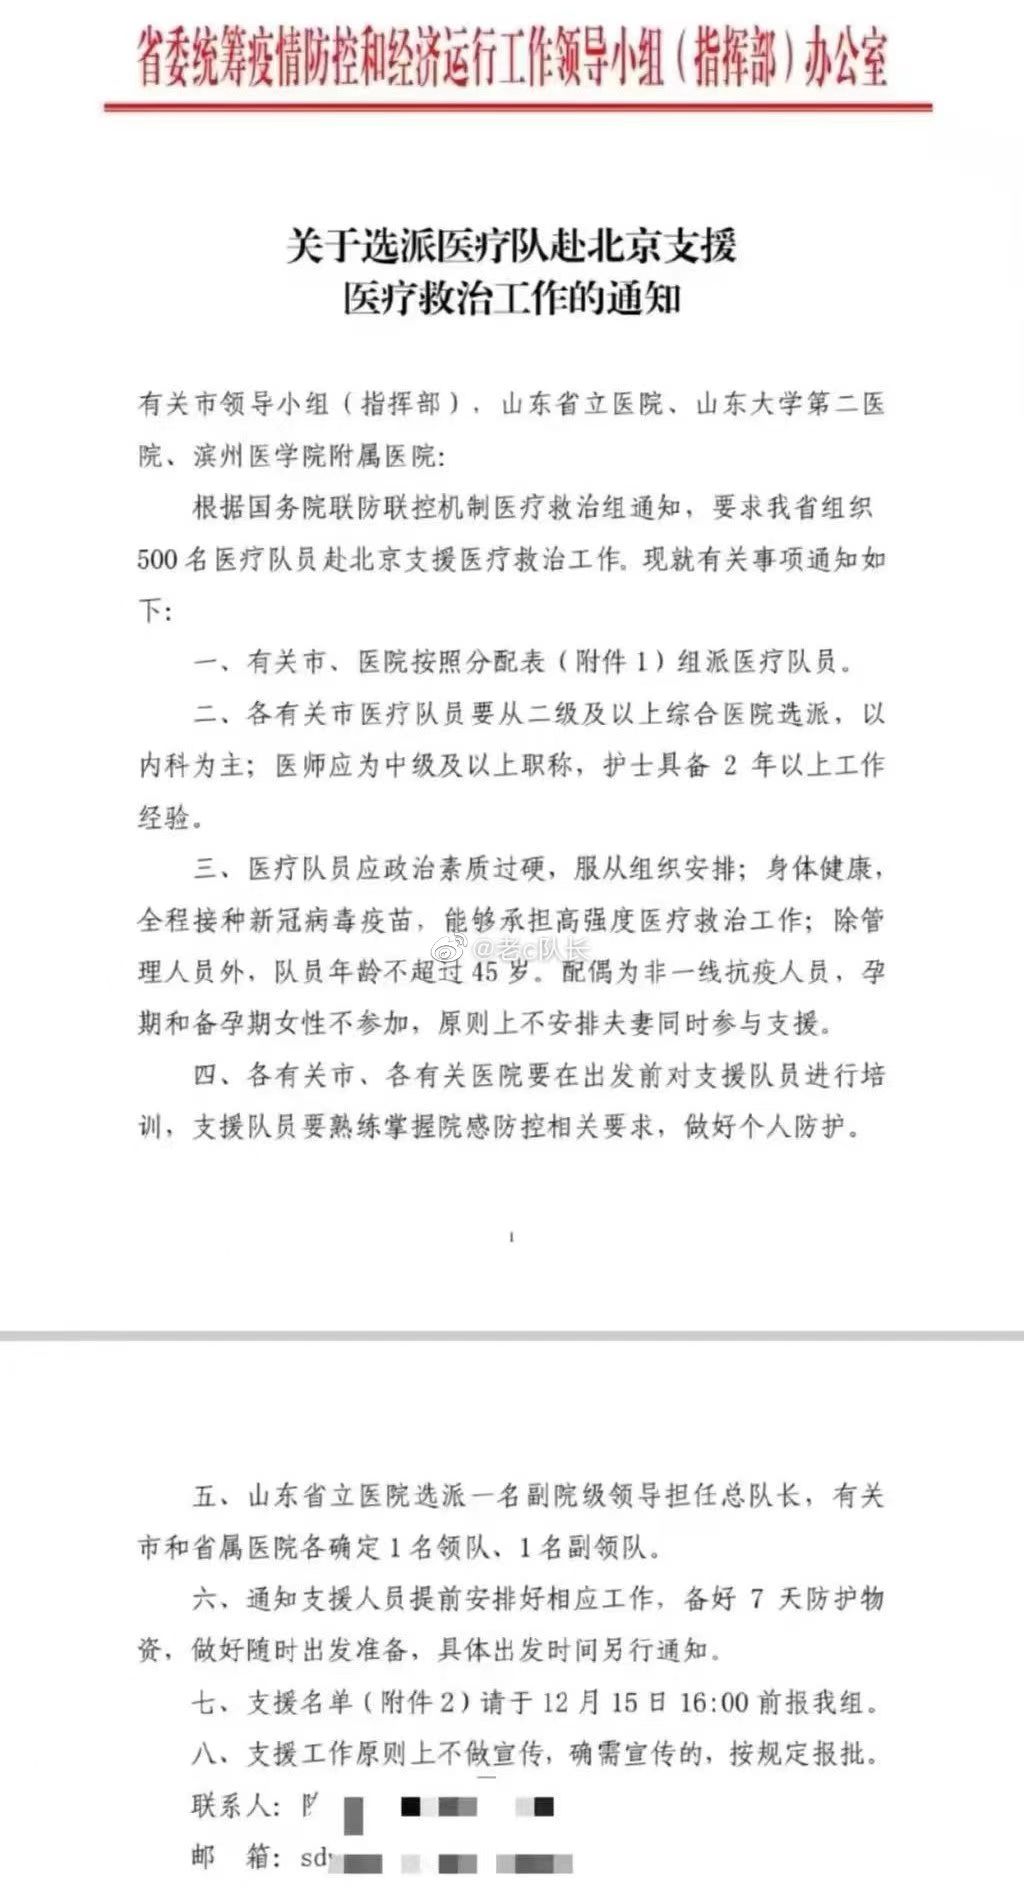 省委统筹疫情防控和经济运行工作领导小组（指挥部）办公室
关于选派医疗队赴北京支援
医疗救治工作的通知
有关市领导小组（指挥部），山东省立医院、山东大学第二医
院、滨州医学院附属医院:
根据国务院联防联控机制医疗救治组通知，要求我省组织
500名医疗队员赴北京支援医疗救治工作。现就有关事项通知如
下:
一、有关市、医院按照分配表（附件1）组派医疗队员。
二、各有关市医疗队员要从二级及以上综合医院选派，以
内科为主；医师应为中级及以上职称，护士具备 2 年以上工作
经验。
三、医疗队员应政治素质过硬，服从组织安排；身体健康，
全程接种新冠病毒疫苗，能够承担高强度医疗救治工作；除管
@老c队长
理人员外，队员年龄不超过45岁。配偶为非一线抗疫人员，孕
期和备孕期女性不参加，原则上不安排夫妻同时参与支援。
四、各有关市、各有关医院要在出发前对支援队员进行培
训，支援队员要熟练掌握院感防控相关要求，做好个人防护。
1
五、山东省立医院选派一名副院级领导担任总队长，有关
市和省属医院各确定1名领队、1名副领队。
六、通知支援人员提前安排好相应工作，备好 7 天防护物
资，做好随时出发准备，具体出发时间另行通知。
七、支援名单（附件2）请于12月15日16:00前报我组。
八、支援工作原则上不做宣传，确需宣传的，按规定报批。
联系人:
邮 箱: sd